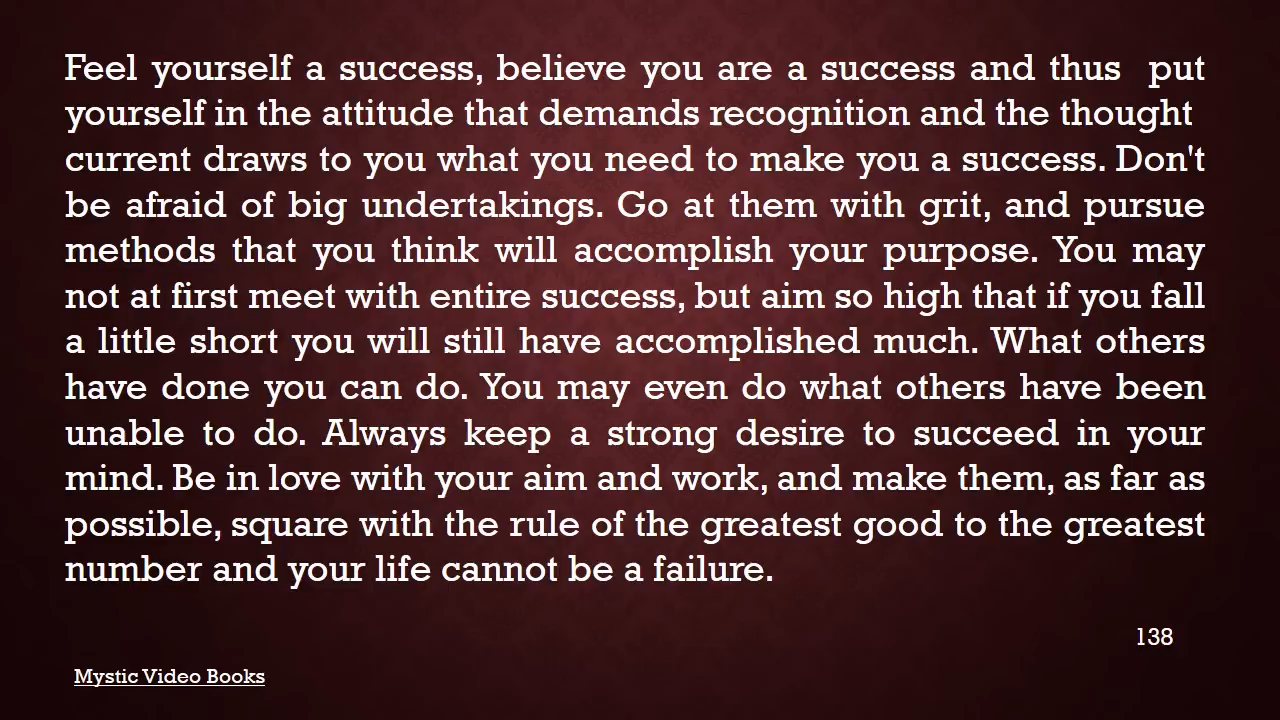 Feel yourself a success, believe you are a success and thus put
yourself in the attitude that demands recognition and the thought
current draws to you what you need to make you a success. Don't
be afraid of big undertakings. Go at them with grit, and pursue
methods that you think will accomplish your purpose. You may
not at first meet with entire success, but aim so high that if you fall
a little short you will still have accomplished much. What others
have done you can do. You may even do what others have been
unable to do. Always keep a strong desire to succeed in your
mind. Be in love with your aim and work, and make them, as far as
possible, square with the rule of the greatest good to the greatest
number and your life cannot be a failure.
138
Mystic Video Books